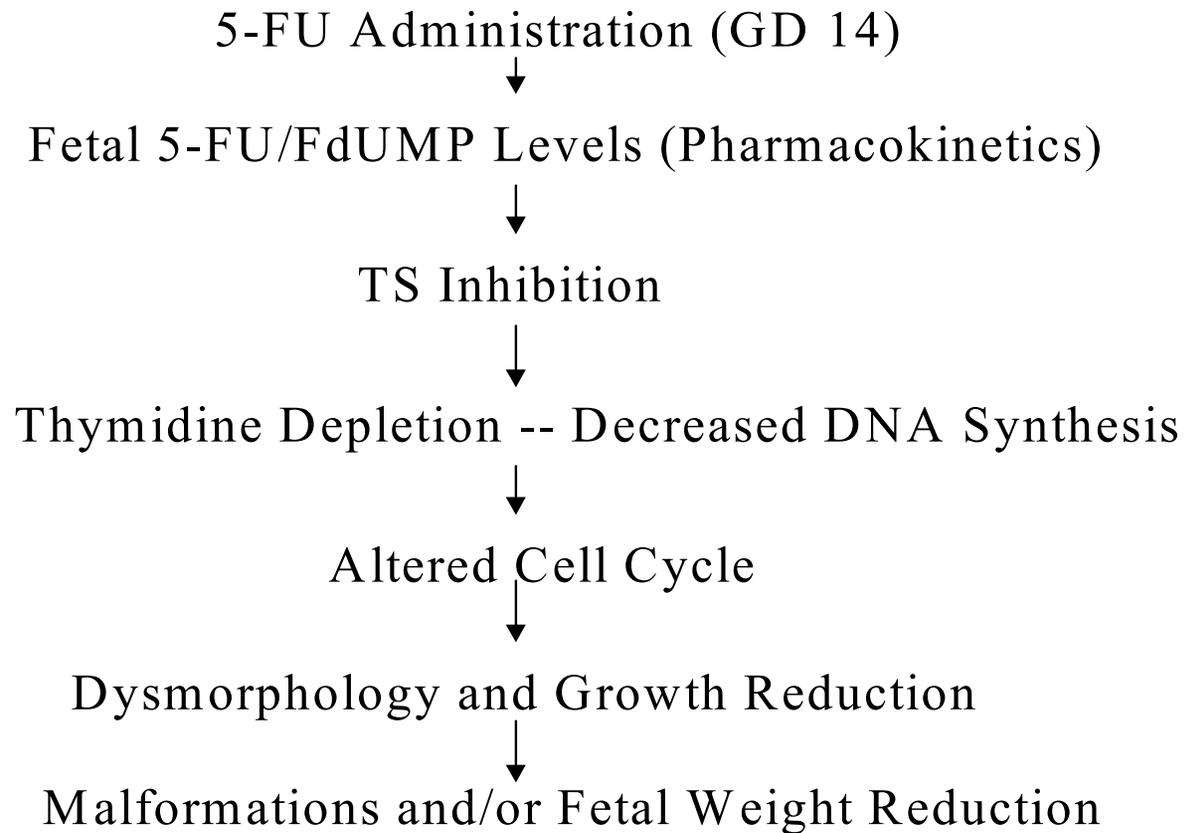 5-FU Administration (GD 14)
Fetal 5-FU/FdUMP Levels (Pharmacokinetics)
TS Inhibition
Thymidine Depletion -- Decreased DNA Synthesis
Altered Cell Cycle
Dysmorphology and Growth Reduction
Malformations and/or Fetal Weight Reduction